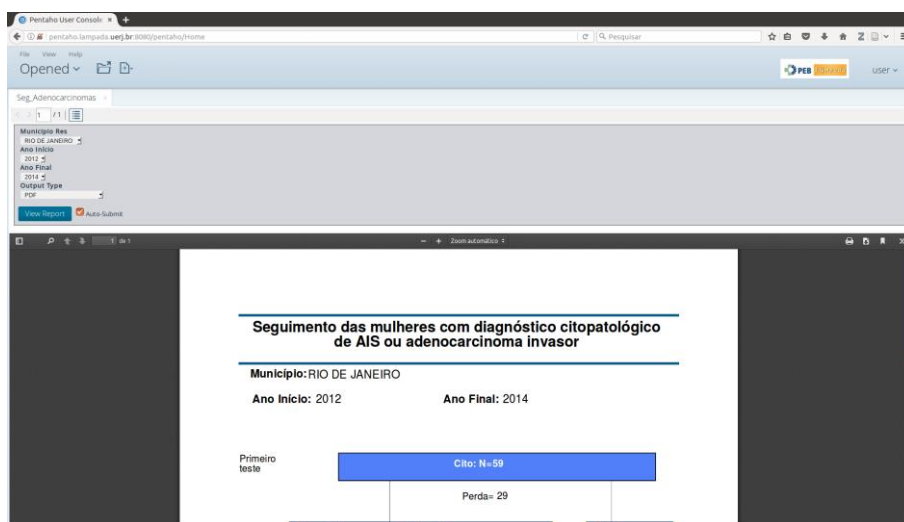 Pentaho User Console
pentaho.lampada.uerj.br:8080/pentaho/Home
Pesquisar
File View Help
Opened
PEB
user
Seg_Adenocarcinomas
1 / 1
Município Res
RIO DE JANEIRO
Ano Início
2012
Ano Final
2014
Output Type
PDF
View Report
Auto-Submit
1 de 1
Zoom automático
Seguimento das mulheres com diagnóstico citopatológico
de AIS ou adenocarcinoma invasor
Município: RIO DE JANEIRO
Ano Início: 2012 Ano Final: 2014
Primeiro
teste
Cito: N=59
Perda= 29